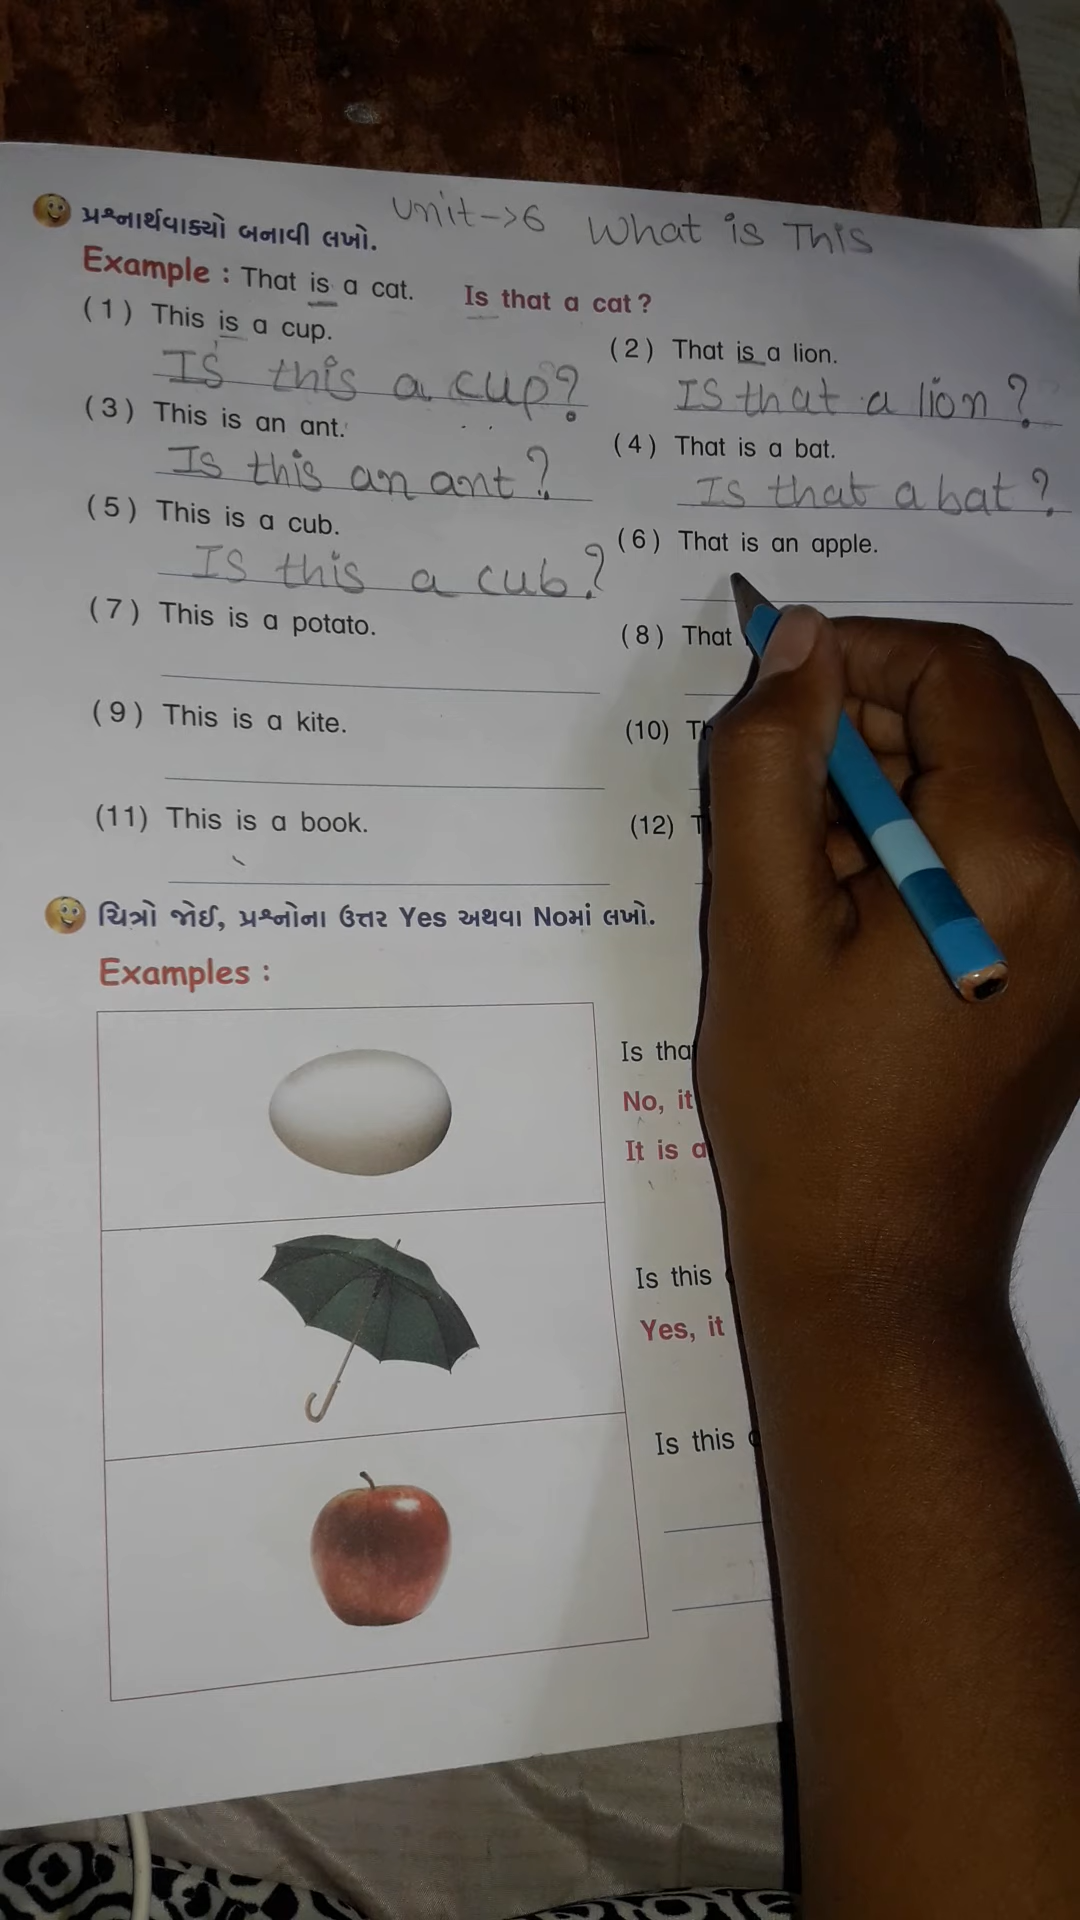 unit->6 What is This
પ્રશ્નાર્થવાક્યો બનાવી લખો.
Example : That is a cat. Is that a cat?
(1) This is a cup.
Is this a cup?
(2) That is a lion.
Is that a lion?
(3) This is an ant.
Is this an ant?
(4) That is a bat.
Is that a bat?
(5) This is a cub.
Is this a cub?
(6) That is an apple.
(7) This is a potato.
(8) That
(9) This is a kite.
(10)
(11) This is a book.
(12)
ચિત્રો જોઈ, પ્રશ્નોના ઉત્તર Yes અથવા Noમાં લખો.
Examples :
Is
No, it
It is a
Is this
Yes, it
Is this